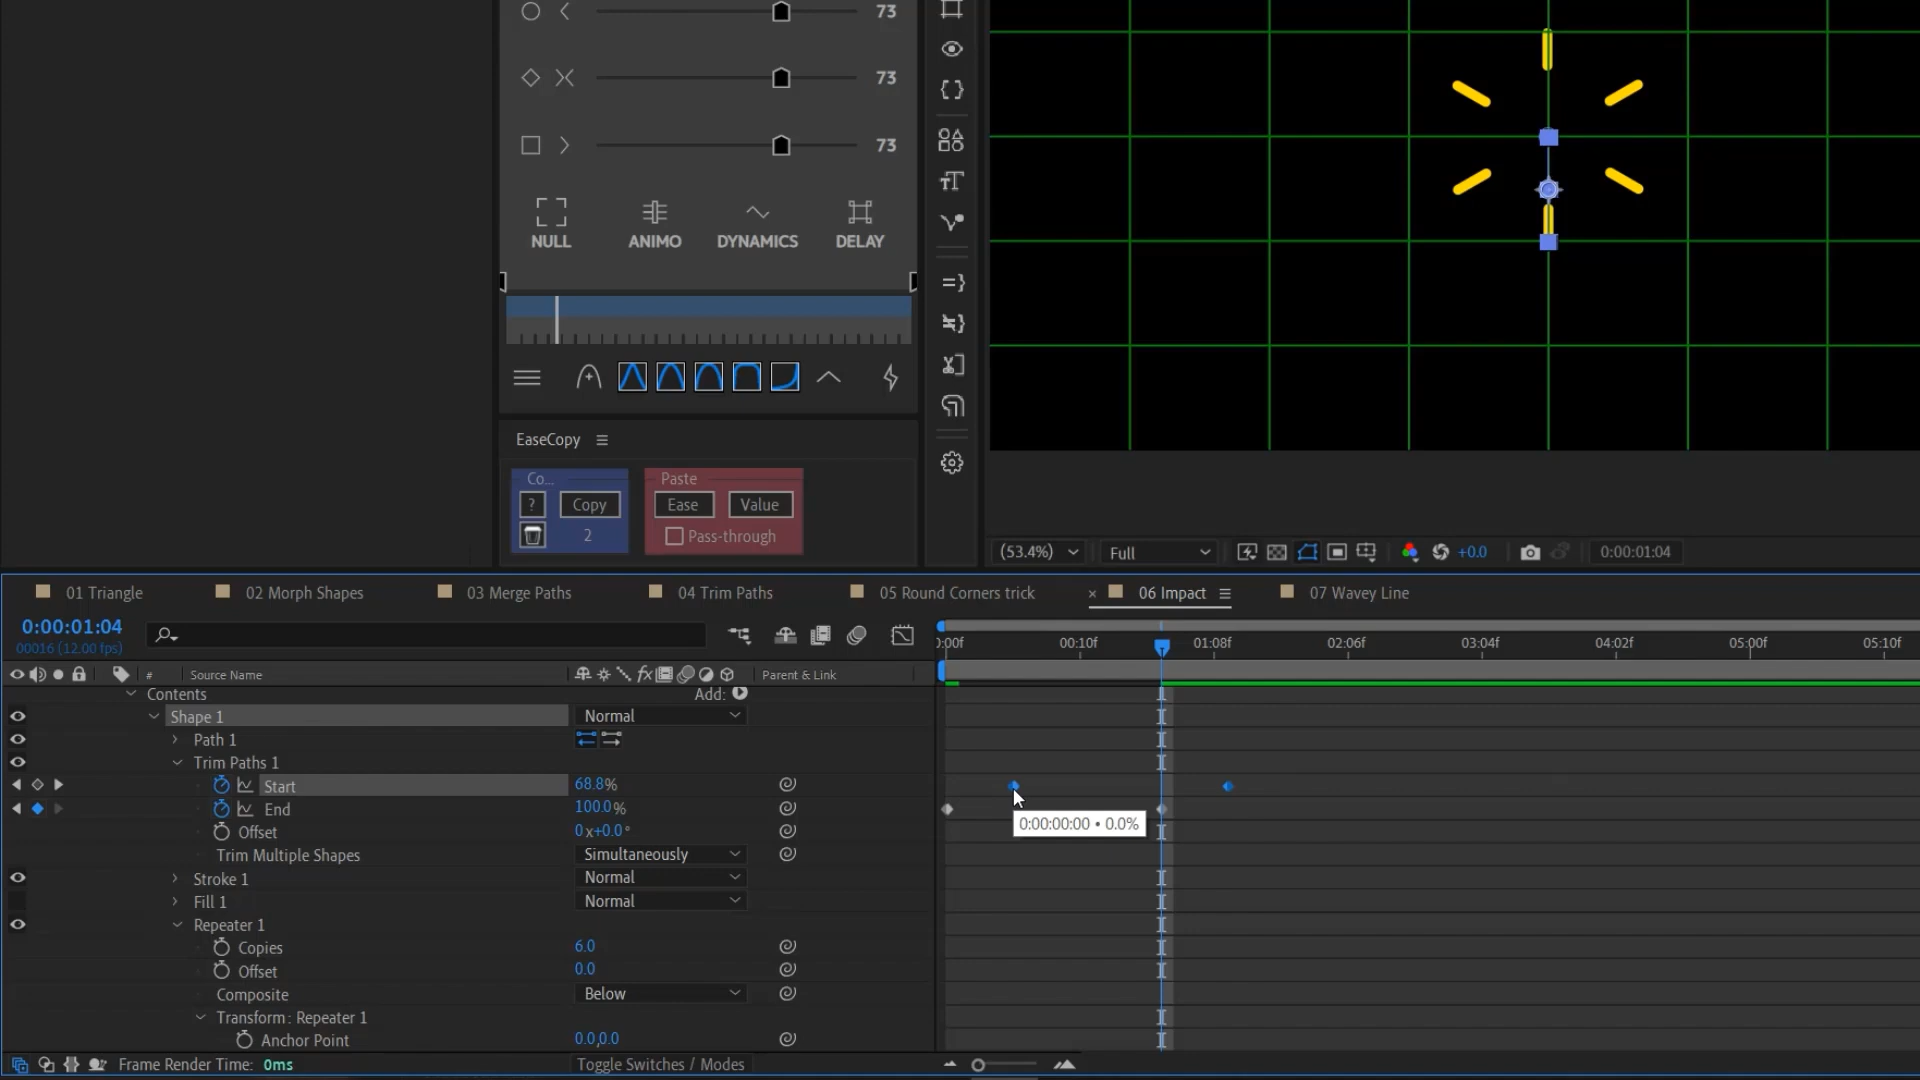 73
73
73
NULL ANIMO DYNAMICS DELAY
EaseCopy
Co... Paste
? Copy Ease Value
2 Pass-through
(53.4%) Full +0.0 0:00:01:04
01 Triangle 02 Morph Shapes 03 Merge Paths 04 Trim Paths 05 Round Corners trick × 06 Impact 07 Wavey Line
0:00:01:04
00016 (12.00 fps)
0:00f 00:10f 01:08f 02:06f 03:04f 04:02f 05:00f 05:10f
# Source Name fx Parent & Link
Contents Add:
Shape 1 Normal
Path 1
Trim Paths 1
Start 68.8%
End 100.0%
0:00:00:00 • 0.0%
Offset 0x+0.0°
Trim Multiple Shapes Simultaneously
Stroke 1 Normal
Fill 1 Normal
Repeater 1
Copies 6.0
Offset 0.0
Composite Below
Transform: Repeater 1
Anchor Point 0.0,0.0
Frame Render Time: 0ms Toggle Switches / Modes